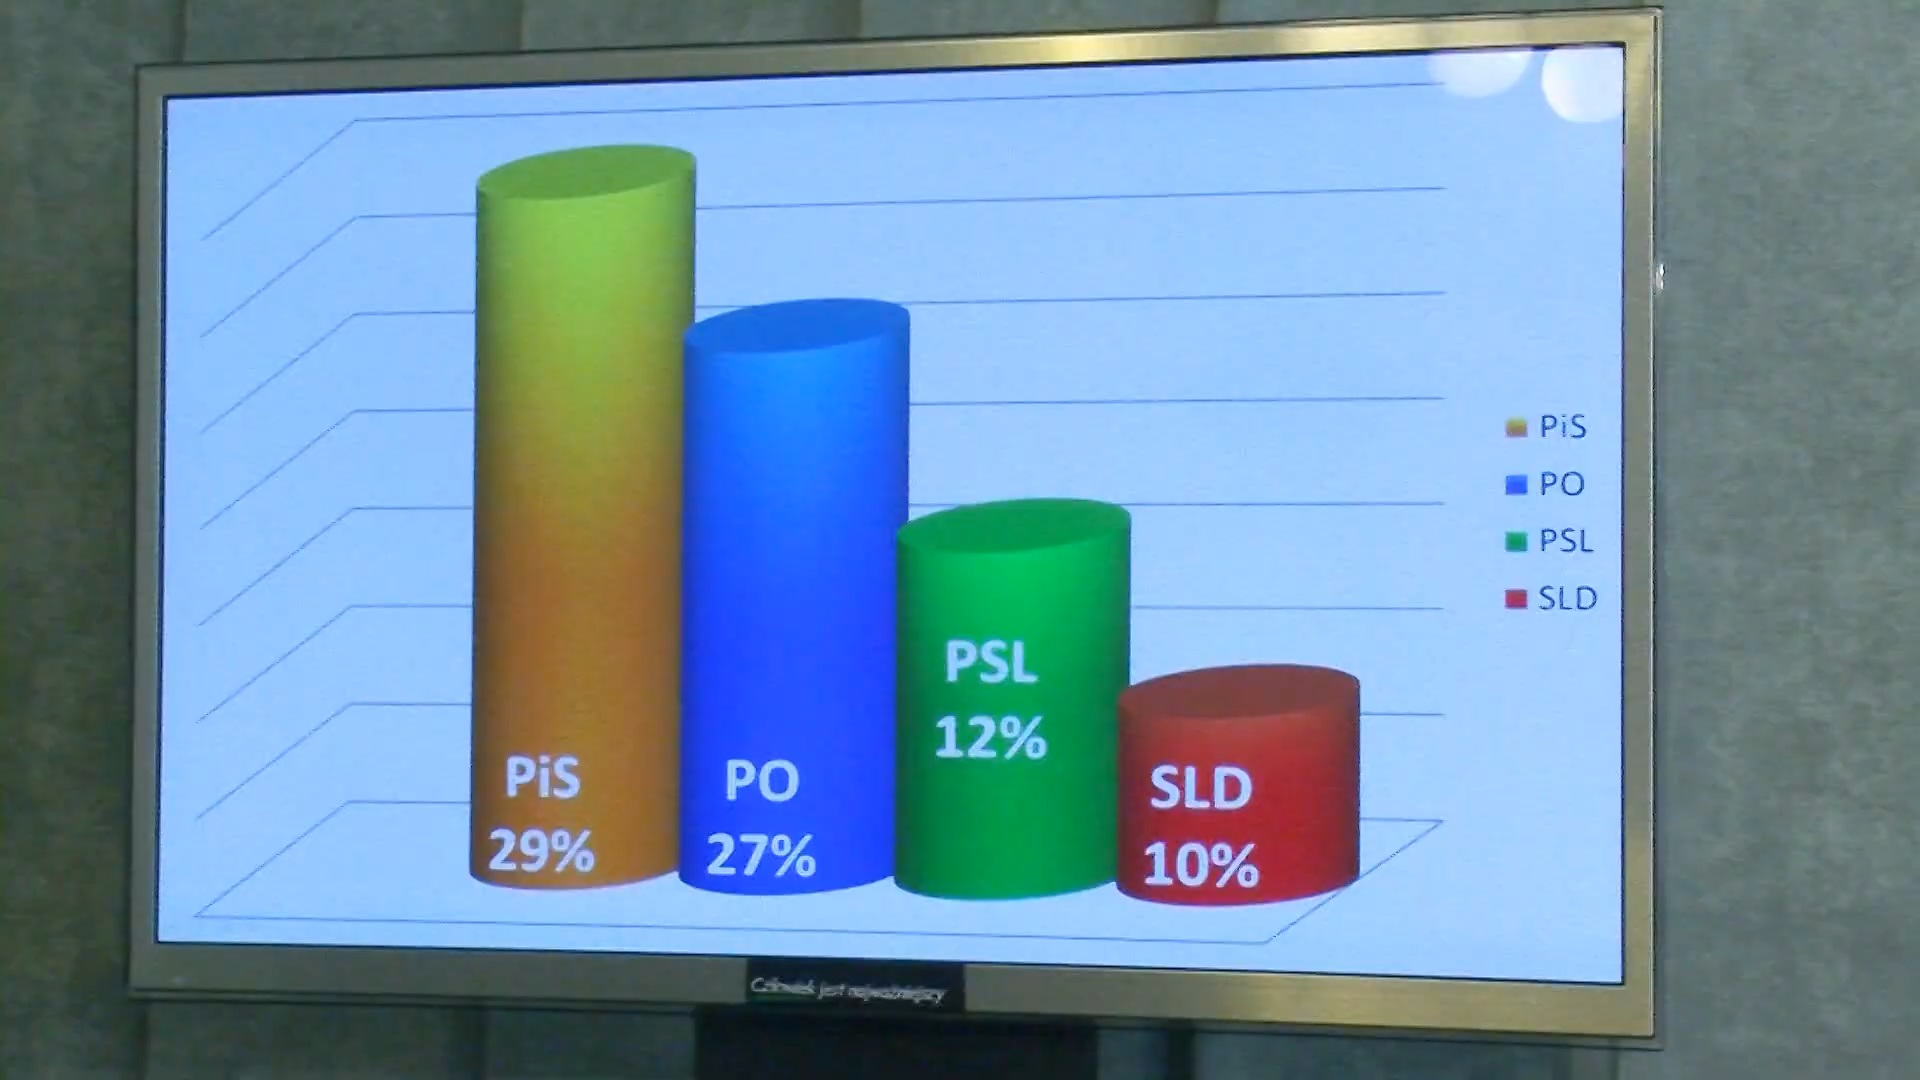 PiS
29%
PO
27%
PSL
12%
SLD
10%
PiS
PO
PSL
SLD
Człowiek jest najważniejszy